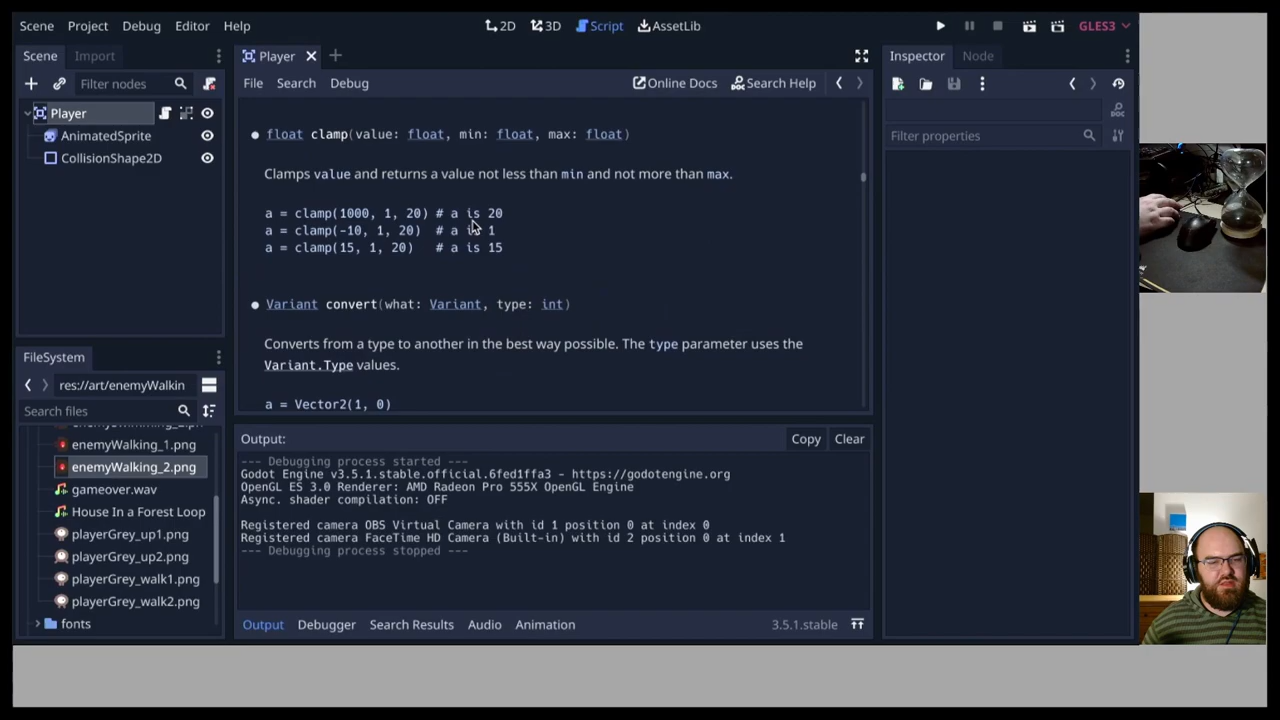 Scene Project Debug Editor Help
2D 3D Script AssetLib
GLES3
Scene Import
Filter nodes
Player
AnimatedSprite
CollisionShape2D
FileSystem
res://art/enemyWalkin
Search files
enemyWalking_1.png
enemyWalking_2.png
gameover.wav
House In a Forest Loop
playerGrey_up1.png
playerGrey_up2.png
playerGrey_walk1.png
playerGrey_walk2.png
fonts
Player
File Search Debug
Online Docs Search Help
float clamp(value: float, min: float, max: float)
Clamps value and returns a value not less than min and not more than max.
a = clamp(1000, 1, 20) # a is 20
a = clamp(-10, 1, 20) # a is 1
a = clamp(15, 1, 20) # a is 15
Variant convert(what: Variant, type: int)
Converts from a type to another in the best way possible. The type parameter uses the
Variant.Type values.
a = Vector2(1, 0)
Output:
Copy Clear
--- Debugging process started ---
Godot Engine v3.5.1.stable.official.6fed1ffa3 - https://godotengine.org
OpenGL ES 3.0 Renderer: AMD Radeon Pro 555X OpenGL Engine
Async. shader compilation: OFF
Registered camera OBS Virtual Camera with id 1 position 0 at index 0
Registered camera FaceTime HD Camera (Built-in) with id 2 position 0 at index 1
--- Debugging process stopped ---
Output Debugger Search Results Audio Animation
3.5.1.stable
Inspector Node
Filter properties